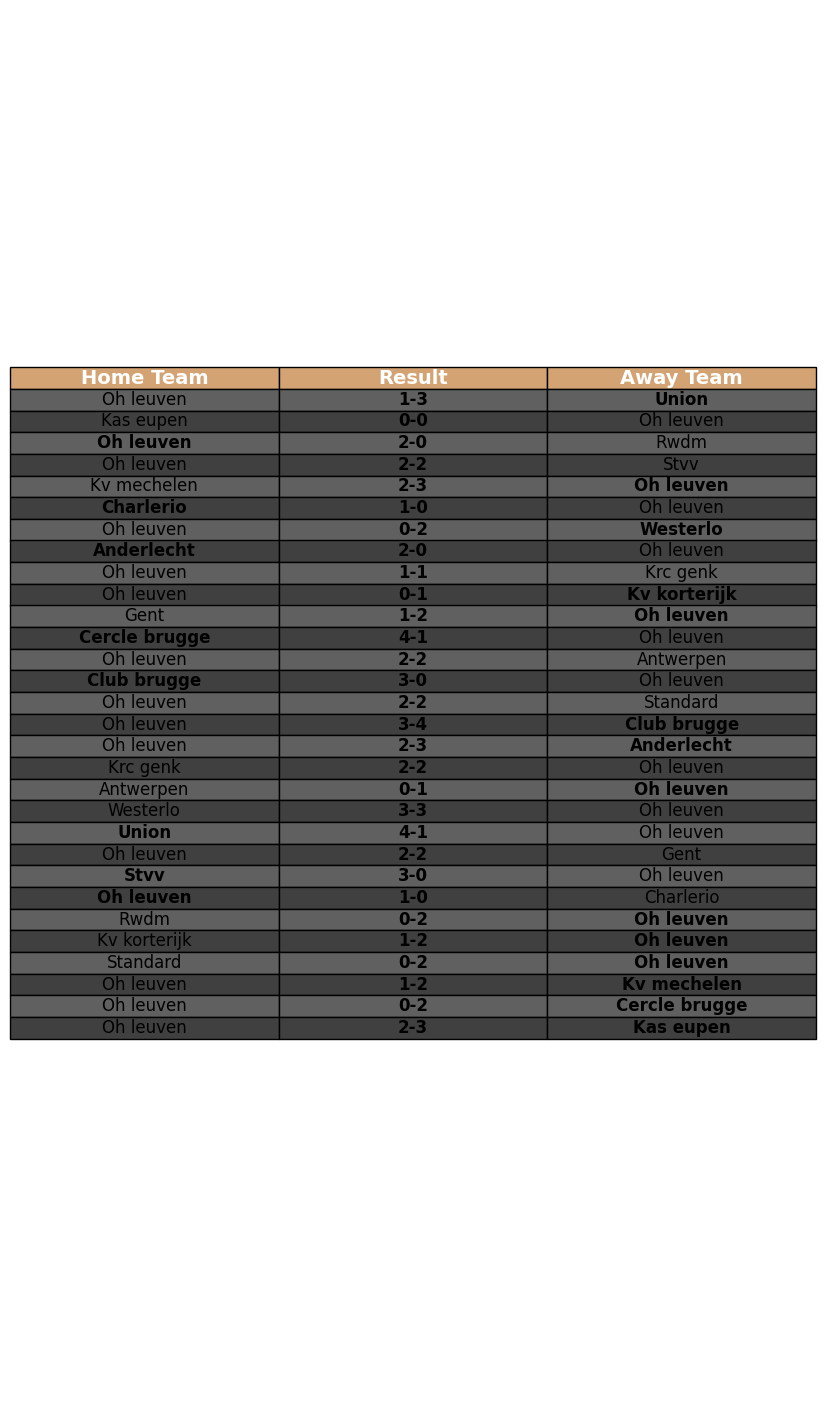 Home Team Result Away Team
Oh leuven 1-3 Union
Kas eupen 0-0 Oh leuven
Oh leuven 2-0 Rwdm
Oh leuven 2-2 Stvv
Kv mechelen 2-3 Oh leuven
Charlerio 1-0 Oh leuven
Oh leuven 0-2 Westerlo
Anderlecht 2-0 Oh leuven
Oh leuven 1-1 Krc genk
Oh leuven 0-1 Kv korterijk
Gent 1-2 Oh leuven
Cercle brugge 4-1 Oh leuven
Oh leuven 2-2 Antwerpen
Club brugge 3-0 Oh leuven
Oh leuven 2-2 Standard
Oh leuven 3-4 Club brugge
Oh leuven 2-3 Anderlecht
Krc genk 2-2 Oh leuven
Antwerpen 0-1 Oh leuven
Westerlo 3-3 Oh leuven
Union 4-1 Oh leuven
Oh leuven 2-2 Gent
Stvv 3-0 Oh leuven
Oh leuven 1-0 Charlerio
Rwdm 0-2 Oh leuven
Kv korterijk 1-2 Oh leuven
Standard 0-2 Oh leuven
Oh leuven 1-2 Kv mechelen
Oh leuven 0-2 Cercle brugge
Oh leuven 2-3 Kas eupen